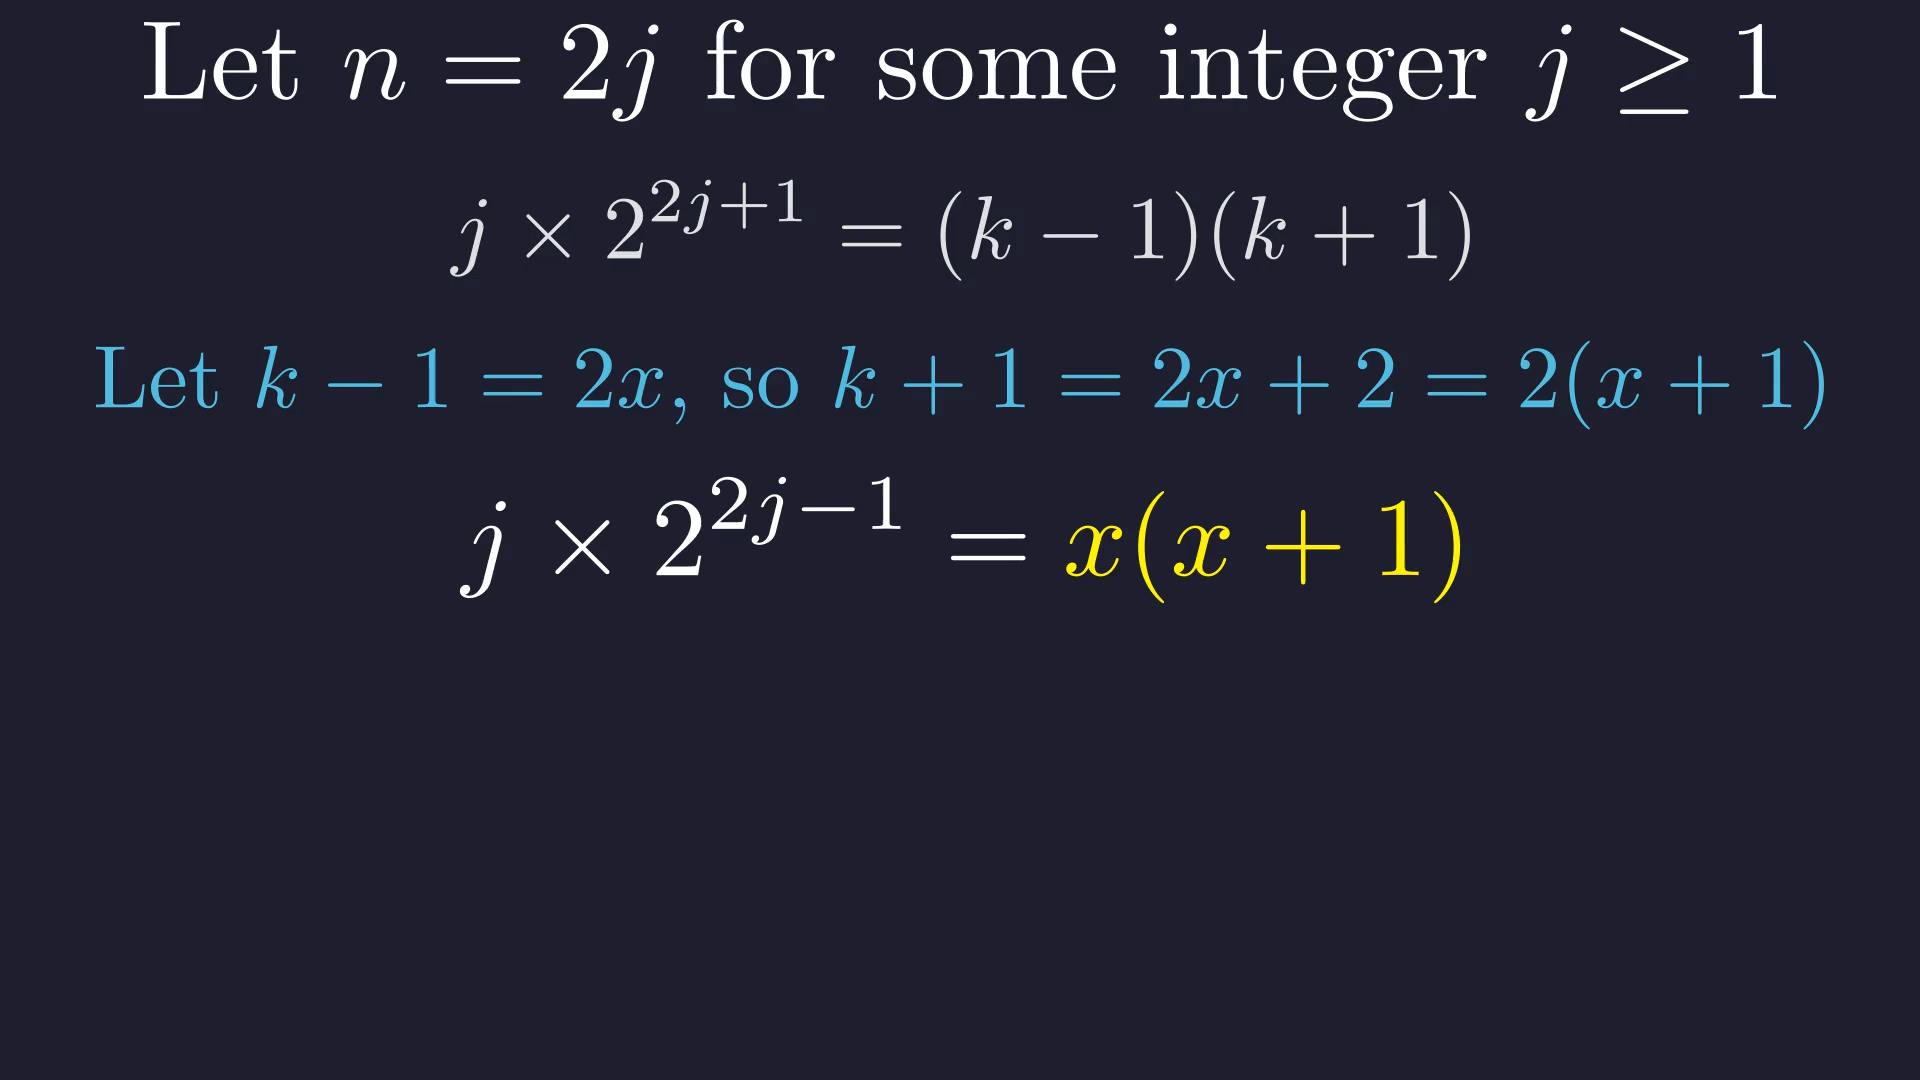 Let n = 2j for some integer j ≥ 1
j × 2^{2j+1} = (k − 1)(k + 1)
Let k − 1 = 2x, so k + 1 = 2x + 2 = 2(x + 1)
j × 2^{2j−1} = x(x + 1)